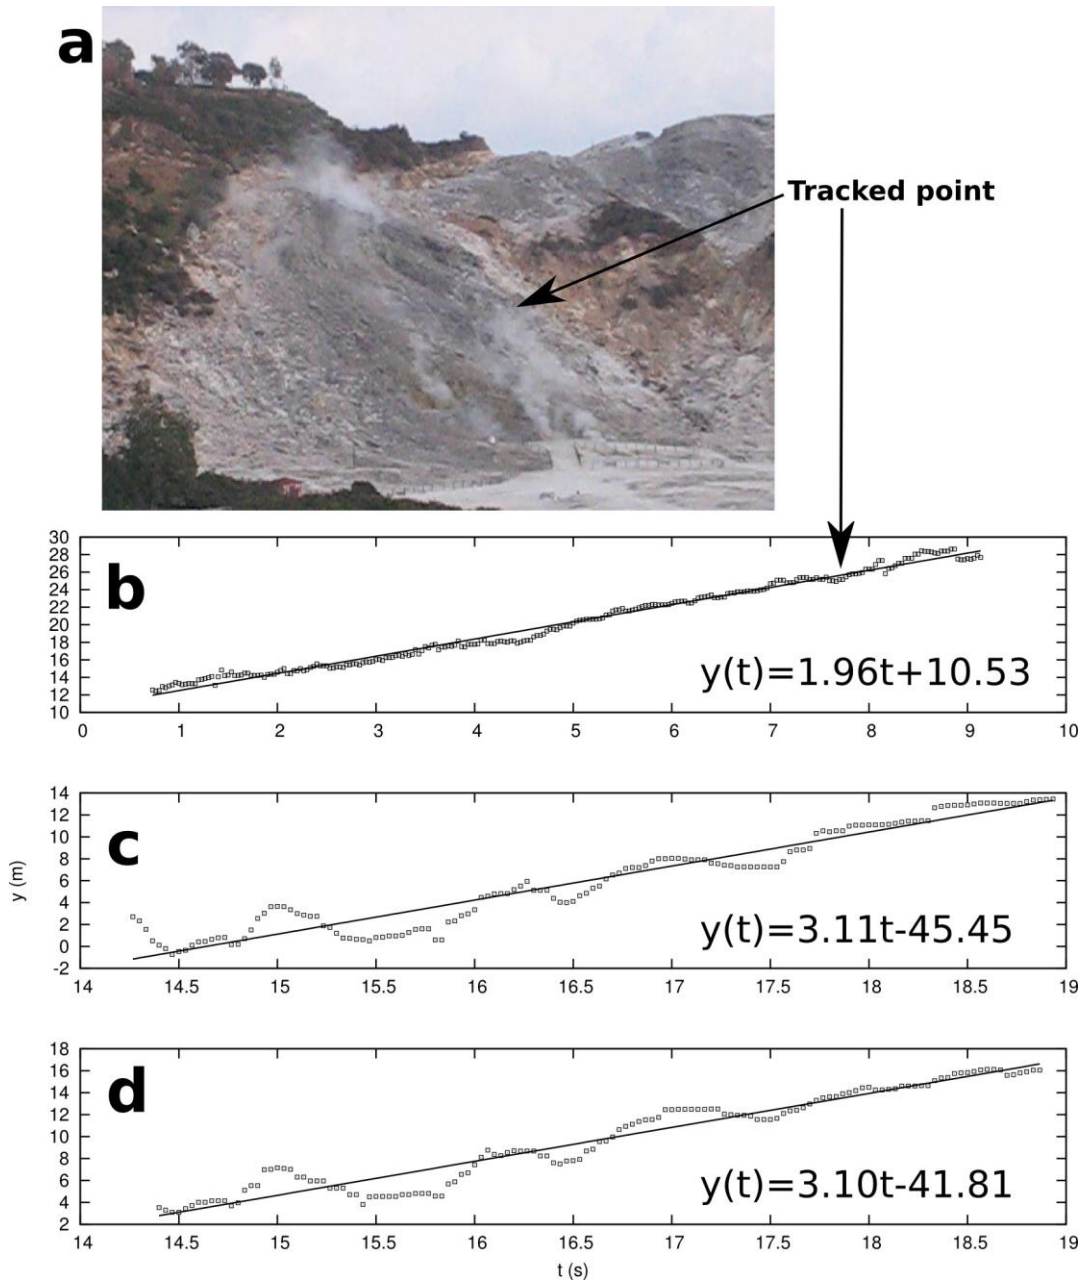 a
Tracked point
30
28
26
24
22
20
18
16
14
12
10
b
y(t)=1.96t+10.53
0 1 2 3 4 5 6 7 8 9 10
14
12
10
8
6
4
2
0
-2
c
y (m)
y(t)=3.11t-45.45
14 14.5 15 15.5 16 16.5 17 17.5 18 18.5 19
18
16
14
12
10
8
6
4
2
d
y(t)=3.10t-41.81
14 14.5 15 15.5 16 16.5 17 17.5 18 18.5 19
t (s)